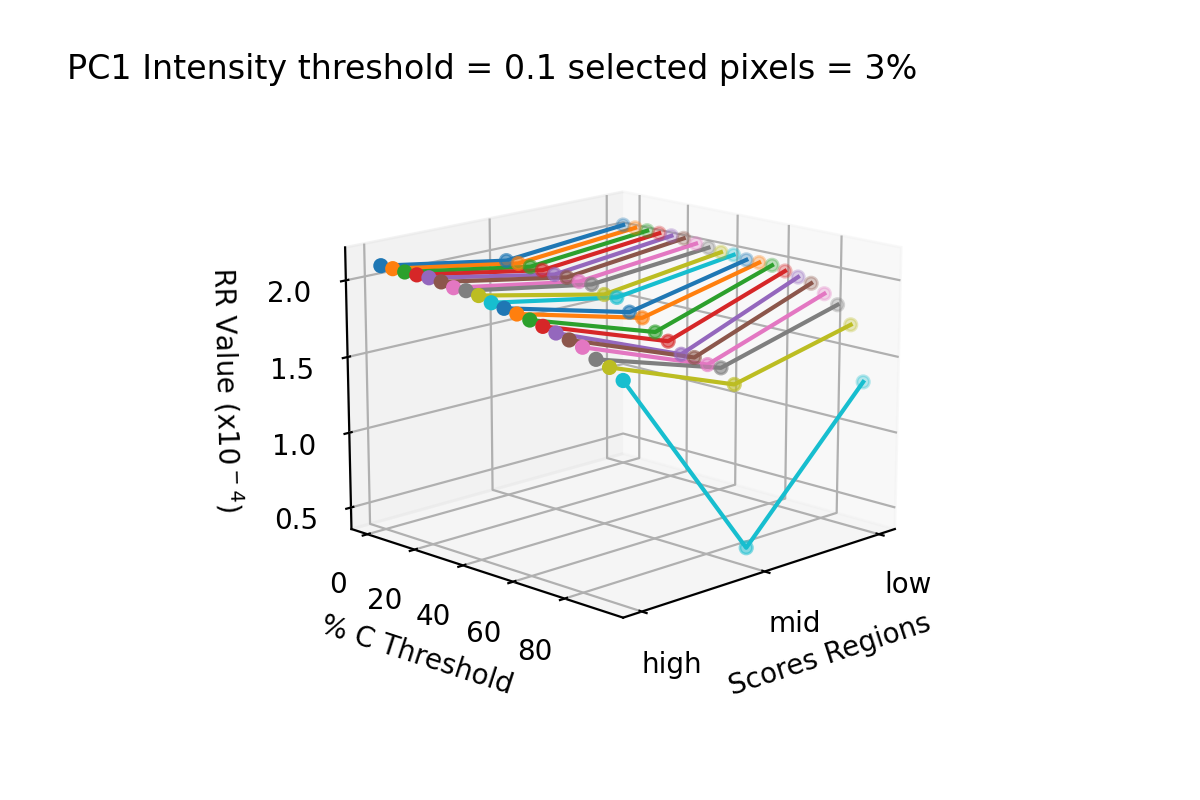 PC1 Intensity threshold = 0.1 selected pixels = 3%
RR Value (x10⁻⁴)
2.0
1.5
1.0
0.5
0
20
40
60
80
% C Threshold
high
mid
low
Scores Regions